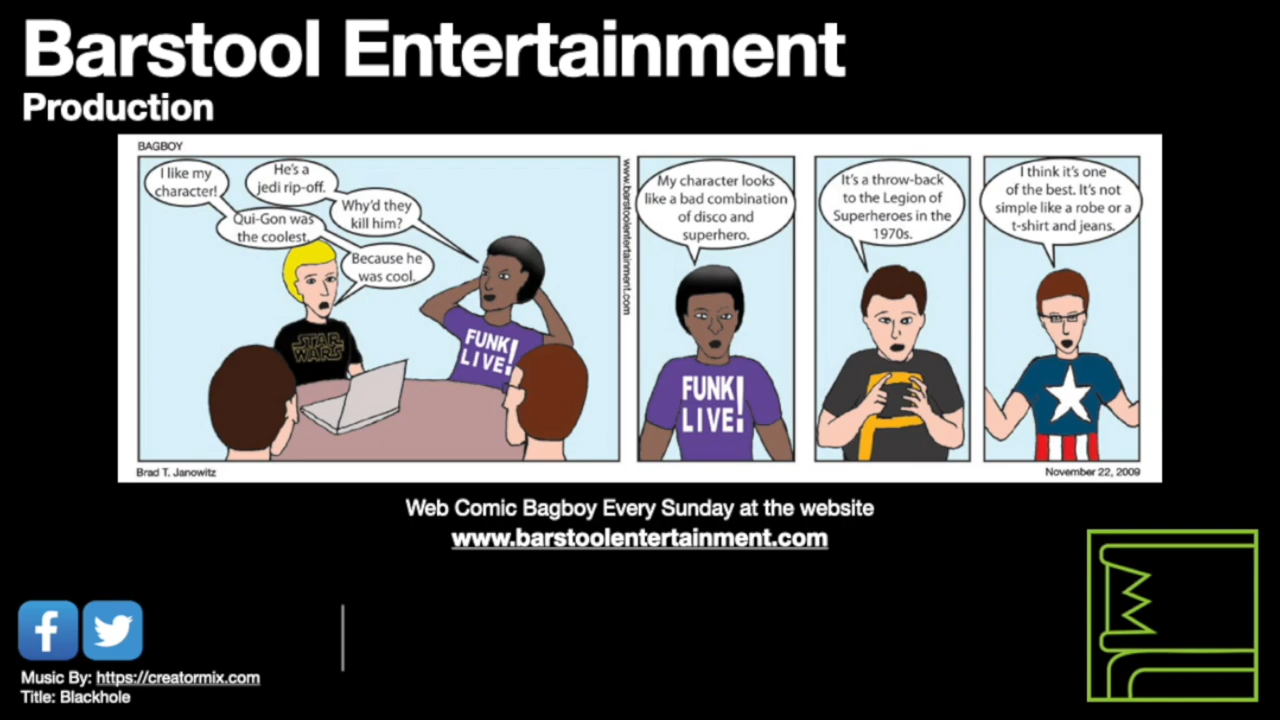 Barstool Entertainment
Production
BAGBOY
I like my
character!
He's a
jedi rip-off.
Qui-Gon was
the coolest.
Why'd they
kill him?
Because he
was cool.
STAR
WARS
FUNK
LIVE!
www.barstoolentertainment.com
My character looks
like a bad combination
of disco and
superhero.
FUNK
LIVE!
It's a throw-back
to the Legion of
Superheroes in the
1970s.
I think it's one
of the best. It's not
simple like a robe or a
t-shirt and jeans.
Brad T. Janowitz
November 22, 2009
Web Comic Bagboy Every Sunday at the website
www.barstoolentertainment.com
Music By: https://creatormix.com
Title: Blackhole